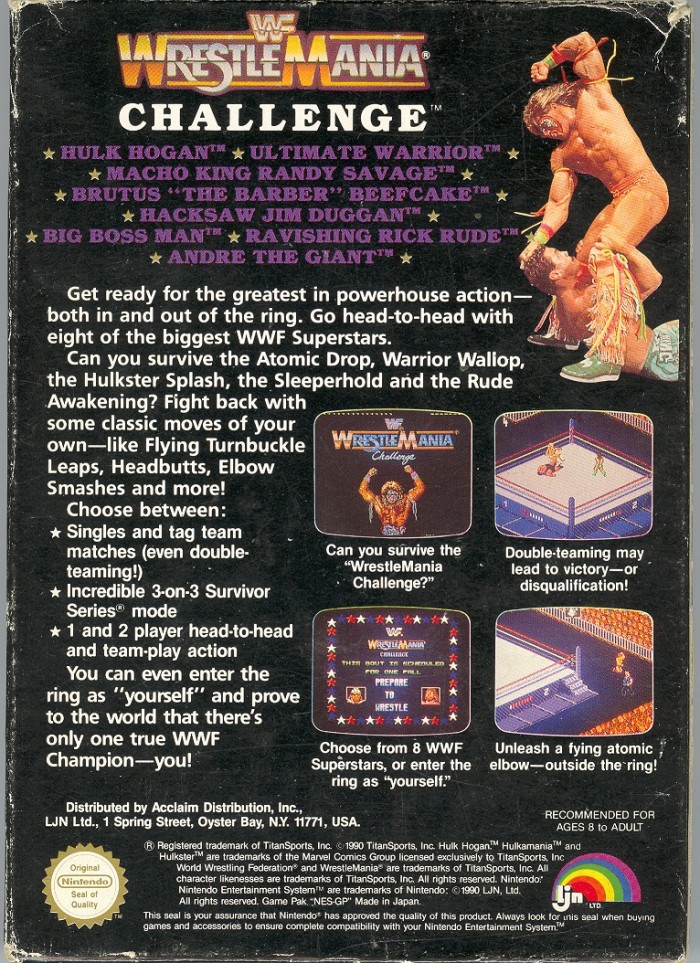 WF
WRESTLEMANIA®
CHALLENGE™
★ HULK HOGAN™ ★ ULTIMATE WARRIOR™ ★
★ MACHO KING RANDY SAVAGE™ ★
★ BRUTUS "THE BARBER" BEEFCAKE™ ★
★ HACKSAW JIM DUGGAN™ ★
★ BIG BOSS MAN™ ★ RAVISHING RICK RUDE™
★ ANDRE THE GIANT™ ★
Get ready for the greatest in powerhouse action—
both in and out of the ring. Go head-to-head with
eight of the biggest WWF Superstars.
Can you survive the Atomic Drop, Warrior Wallop,
the Hulkster Splash, the Sleeperhold and the Rude
Awakening? Fight back with
some classic moves of your
own—like Flying Turnbuckle
Leaps, Headbutts, Elbow
Smashes and more!
Choose between:
★ Singles and tag team
matches (even double-
teaming!)
★ Incredible 3-on-3 Survivor
Series® mode
★ 1 and 2 player head-to-head
and team-play action
You can even enter the
ring as "yourself" and prove
to the world that there's
only one true WWF
Champion—you!
WF
WRESTLEMANIA
Challenge
Can you survive the
"WrestleMania
Challenge?"
Double-teaming may
lead to victory—or
disqualification!
WF
WRESTLEMANIA
CHALLENGE
THIS BOUT IS SCHEDULED
FOR ONE FALL
PREPARE
TO
WRESTLE
Choose from 8 WWF
Superstars, or enter the
ring as "yourself."
Unleash a fying atomic
elbow—outside the ring!
Distributed by Acclaim Distribution, Inc.,
LJN Ltd., 1 Spring Street, Oyster Bay, N.Y. 11771, USA.
RECOMMENDED FOR
AGES 8 to ADULT
® Registered trademark of TitanSports, Inc. ©1990 TitanSports, Inc. Hulk Hogan™ Hulkamania™ and
Hulkster™ are trademarks of the Marvel Comics Group licensed exclusively to TitanSports, Inc
World Wrestling Federation® and WrestleMania® are trademarks of TitanSports, Inc. All
character likenesses are trademarks of TitanSports, Inc. All rights reserved. Nintendo®
Nintendo Entertainment System™ are trademarks of Nintendo: ©1990 LJN, Ltd.
All rights reserved. Game Pak "NES-GP" Made in Japan.
Original
Nintendo
Seal of
Quality
TM
ljn LTD.
This seal is your assurance that Nintendo® has approved the quality of this product. Always look for this seal when buying
games and accessories to ensure complete compatibility with your Nintendo Entertainment System™